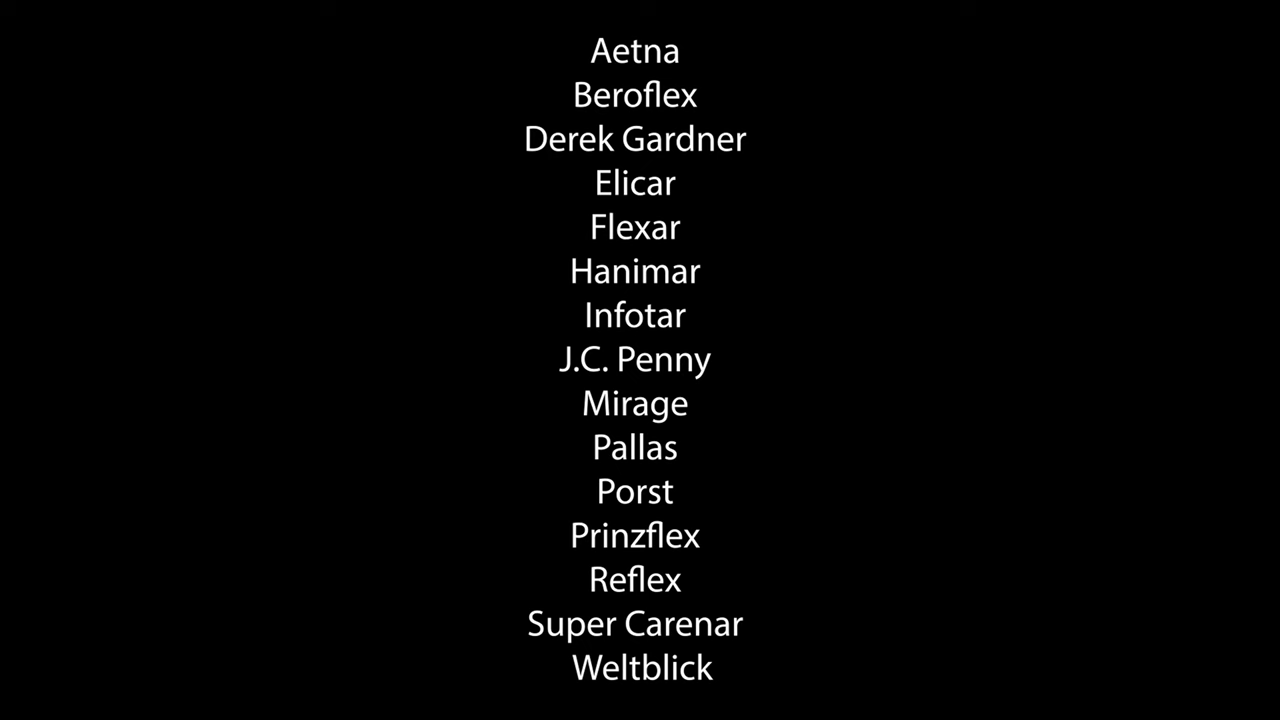 Aetna
Beroflex
Derek Gardner
Elicar
Flexar
Hanimar
Infotar
J.C. Penny
Mirage
Pallas
Porst
Prinzflex
Reflex
Super Carenar
Weltblick